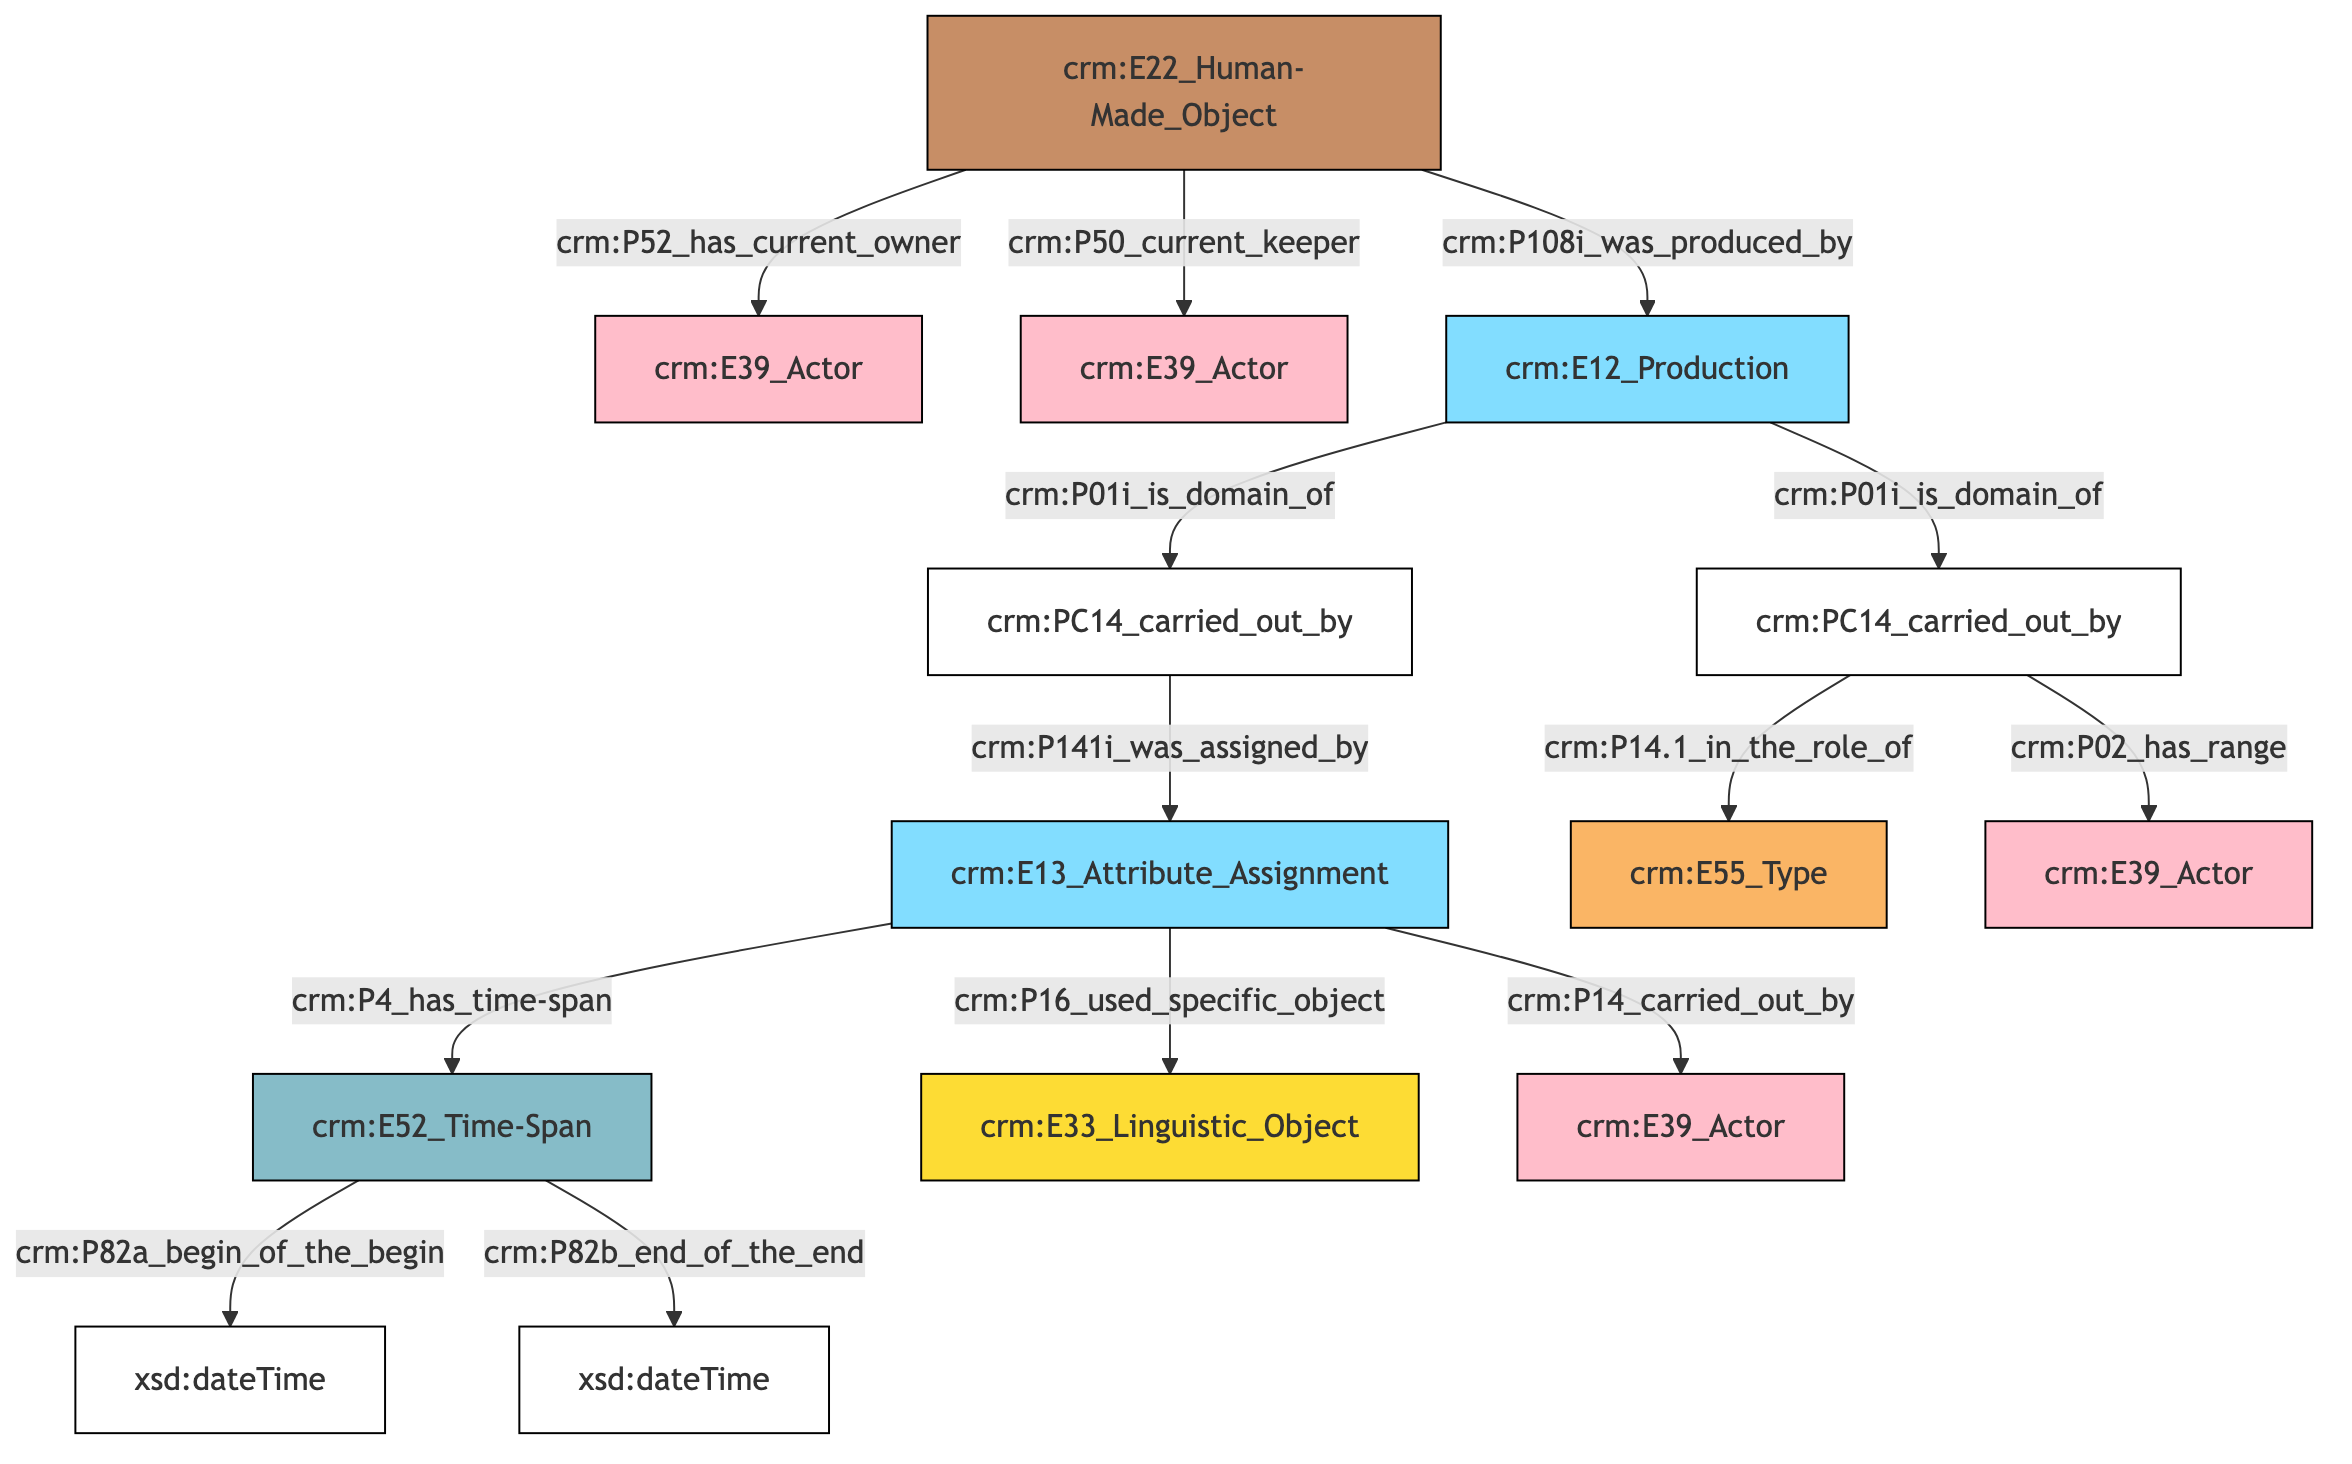 crm:E22_Human-
Made_Object
crm:P52_has_current_owner
crm:P50_current_keeper
crm:P108i_was_produced_by
crm:E39_Actor
crm:E39_Actor
crm:E12_Production
crm:P01i_is_domain_of
crm:P01i_is_domain_of
crm:PC14_carried_out_by
crm:PC14_carried_out_by
crm:P141i_was_assigned_by
crm:P14.1_in_the_role_of
crm:P02_has_range
crm:E13_Attribute_Assignment
crm:E55_Type
crm:E39_Actor
crm:P4_has_time-span
crm:P16_used_specific_object
crm:P14_carried_out_by
crm:E52_Time-Span
crm:E33_Linguistic_Object
crm:E39_Actor
crm:P82a_begin_of_the_begin
crm:P82b_end_of_the_end
xsd:dateTime
xsd:dateTime